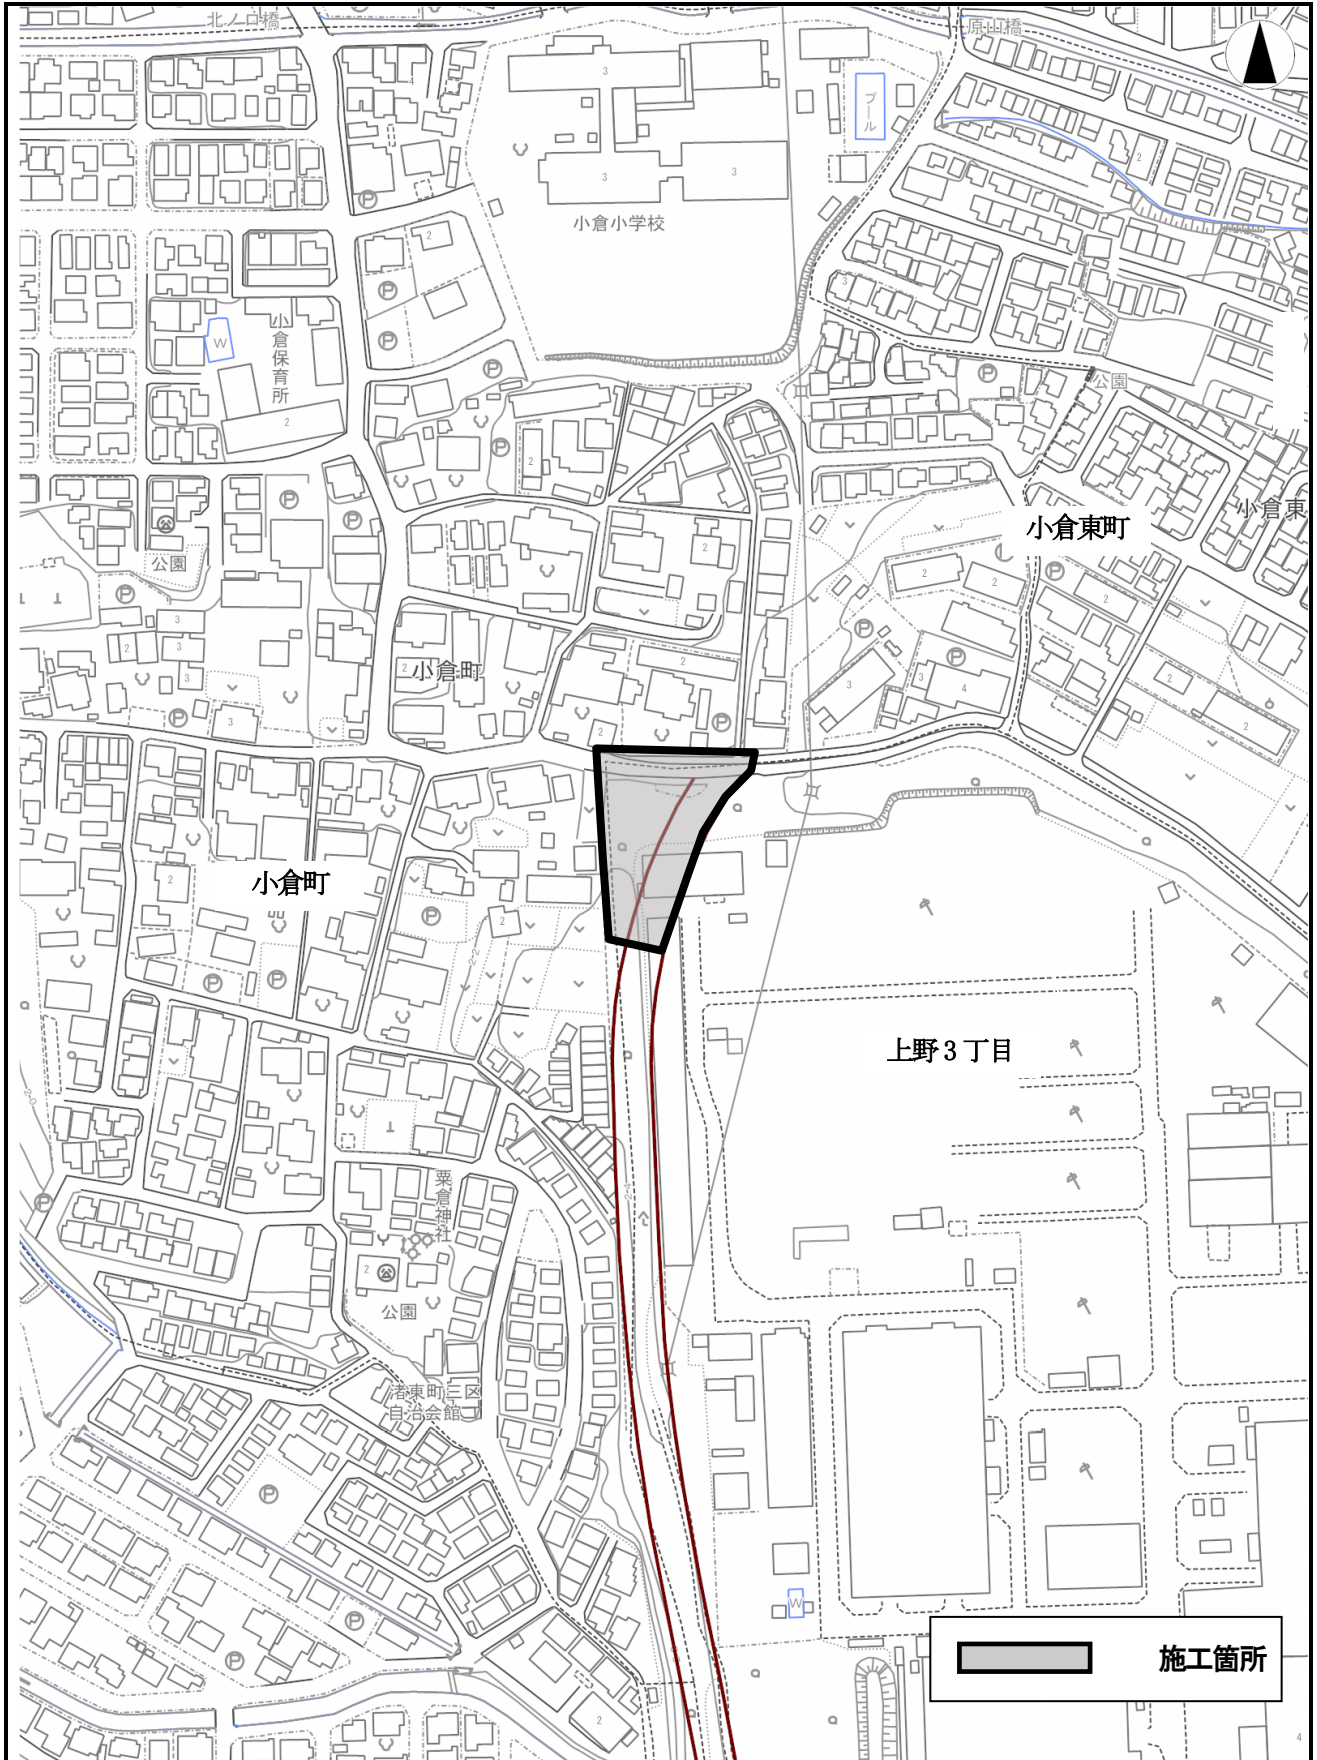 北ノ口橋
原山橋
プール
小倉小学校
小倉保育所
公園
小倉東町
小倉東
公園
小倉町
小倉町
上野3丁目
粟倉神社
公園
渚東町三区
自治会館
施工箇所